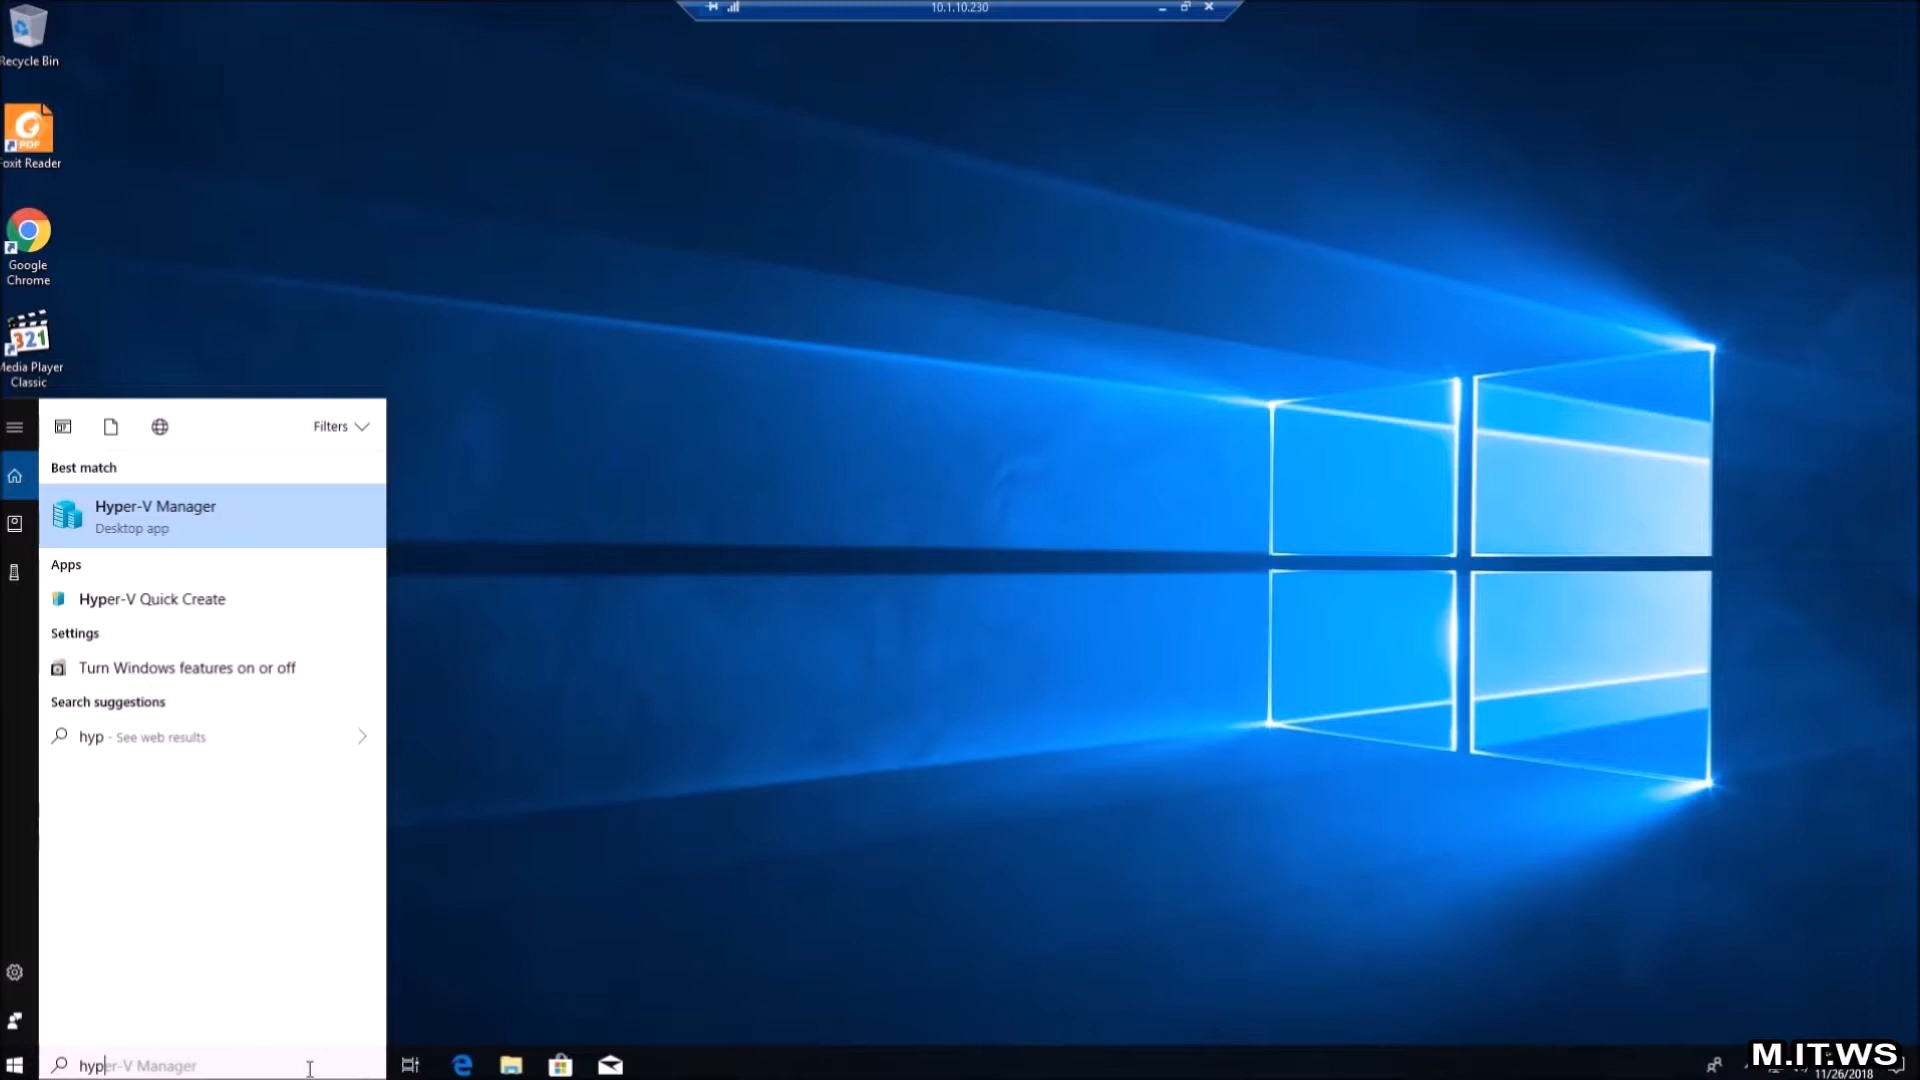 10.1.10.230
Recycle Bin
PDF
Foxit Reader
Google
Chrome
321
Media Player
Classic
Filters
Best match
Hyper-V Manager
Desktop app
Apps
Hyper-V Quick Create
Settings
Turn Windows features on or off
Search suggestions
hyp - See web results
hyper-V Manager
M.IT.WS
11/26/2018